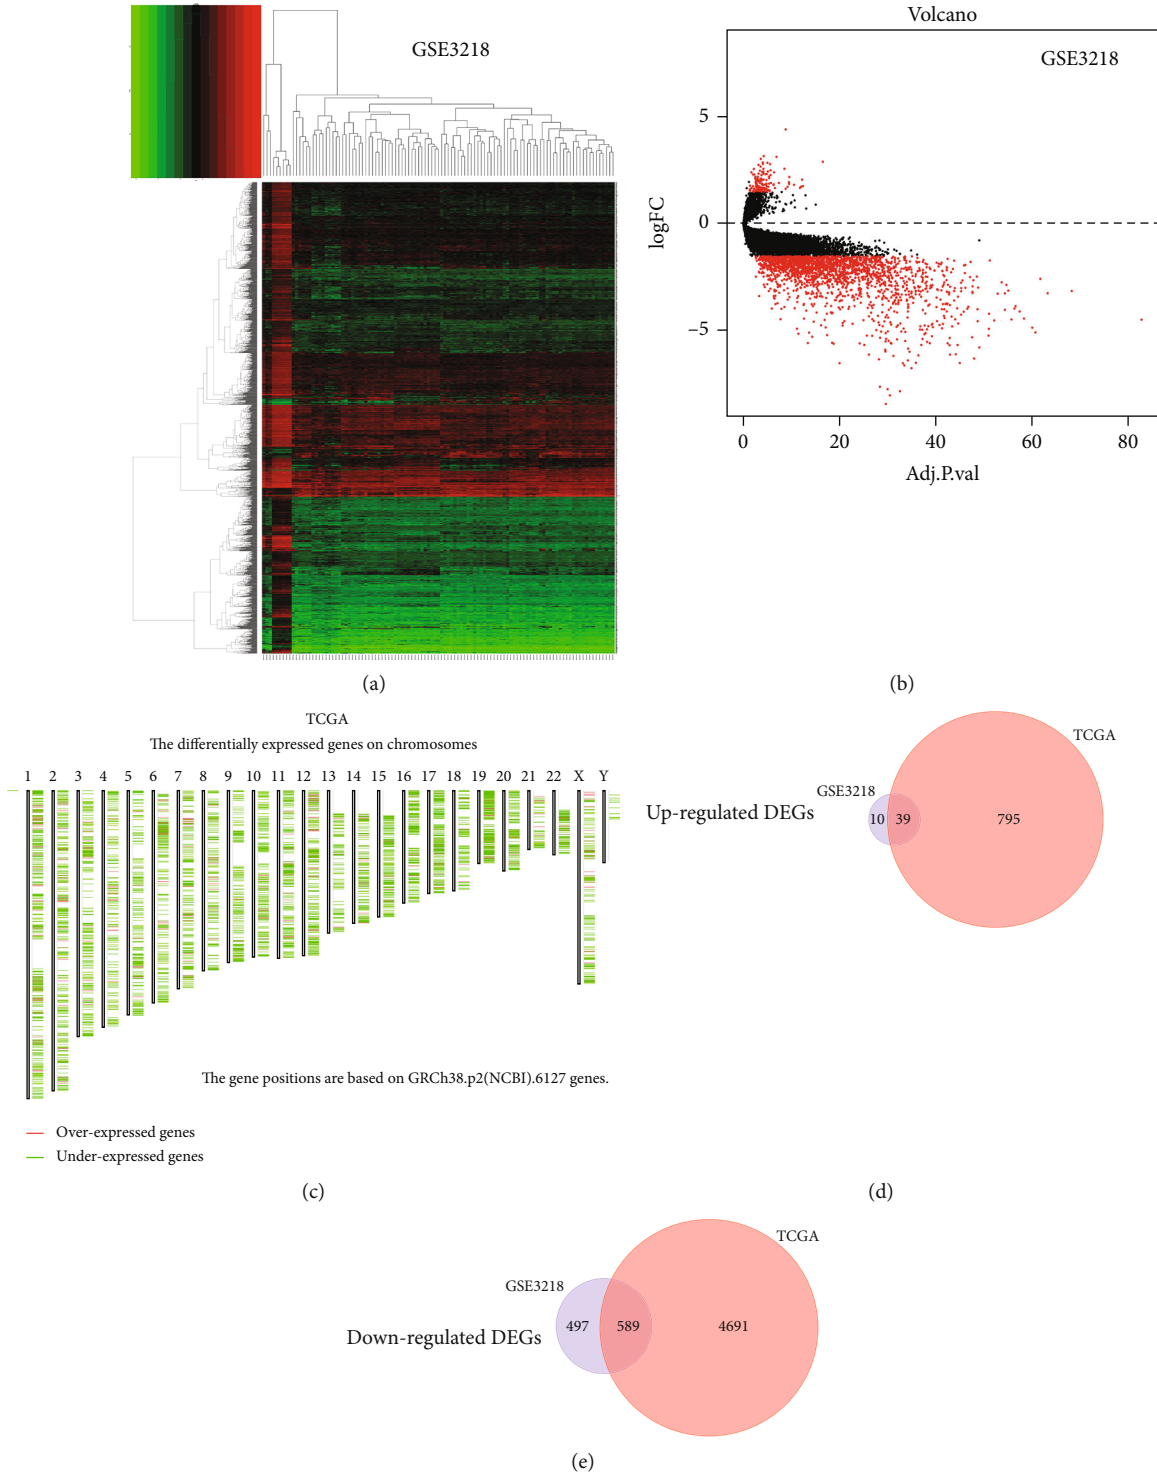 GSE3218
(a)
Volcano
GSE3218
5
0
−5
logFC
0 20 40 60 80
Adj.P.val
(b)
TCGA
The differentially expressed genes on chromosomes
1 2 3 4 5 6 7 8 9 10 11 12 13 14 15 16 17 18 19 20 21 22 X Y
The gene positions are based on GRCh38.p2(NCBI).6127 genes.
Over-expressed genes
Under-expressed genes
(c)
TCGA
GSE3218
Up-regulated DEGs
10 39 795
(d)
TCGA
GSE3218
497 589 4691
Down-regulated DEGs
(e)